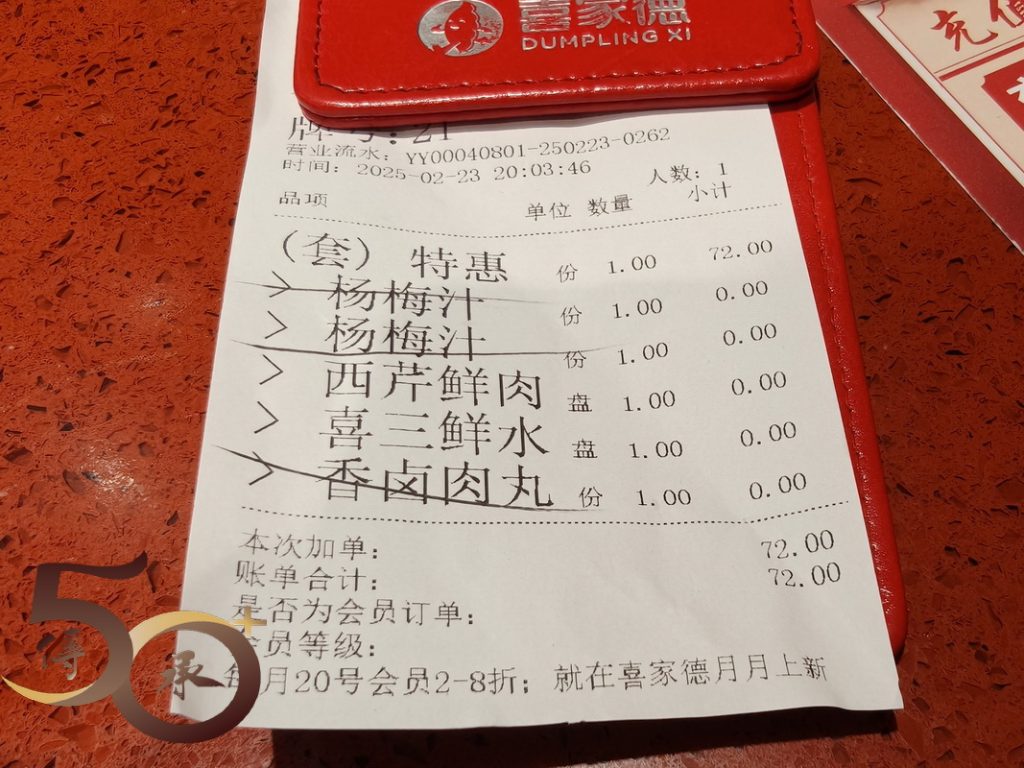 喜家德
DUMPLING XI
充值
牌号: 21
营业流水: YY00040801-250223-0262
时间: 2025-02-23 20:03:46
人数: 1
品项 单位 数量 小计
(套) 特惠 份 1.00 72.00
> 杨梅汁 份 1.00 0.00
> 杨梅汁 份 1.00 0.00
> 西芹鲜肉 盘 1.00 0.00
> 喜三鲜水 盘 1.00 0.00
> 香卤肉丸 份 1.00 0.00
本次加单: 72.00
账单合计: 72.00
是否为会员订单:
会员等级:
每月20号会员2-8折; 就在喜家德月月上新
50+
传承